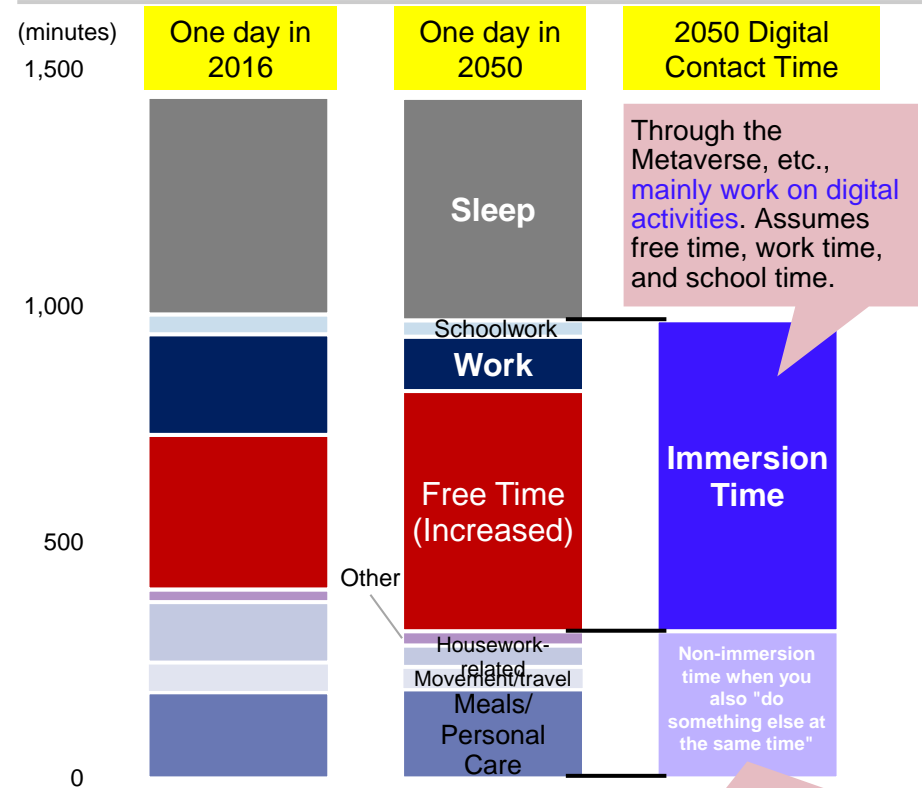 (minutes)
One day in
2016
One day in
2050
2050 Digital
Contact Time
1,500
1,000
500
0
Sleep
Schoolwork
Work
Free Time
(Increased)
Other
Housework-
related
Movement/travel
Meals/
Personal
Care
Through the
Metaverse, etc.,
mainly work on digital
activities. Assumes
free time, work time,
and school time.
Immersion
Time
Non-immersion
time when you
also "do
something else at
the same time"